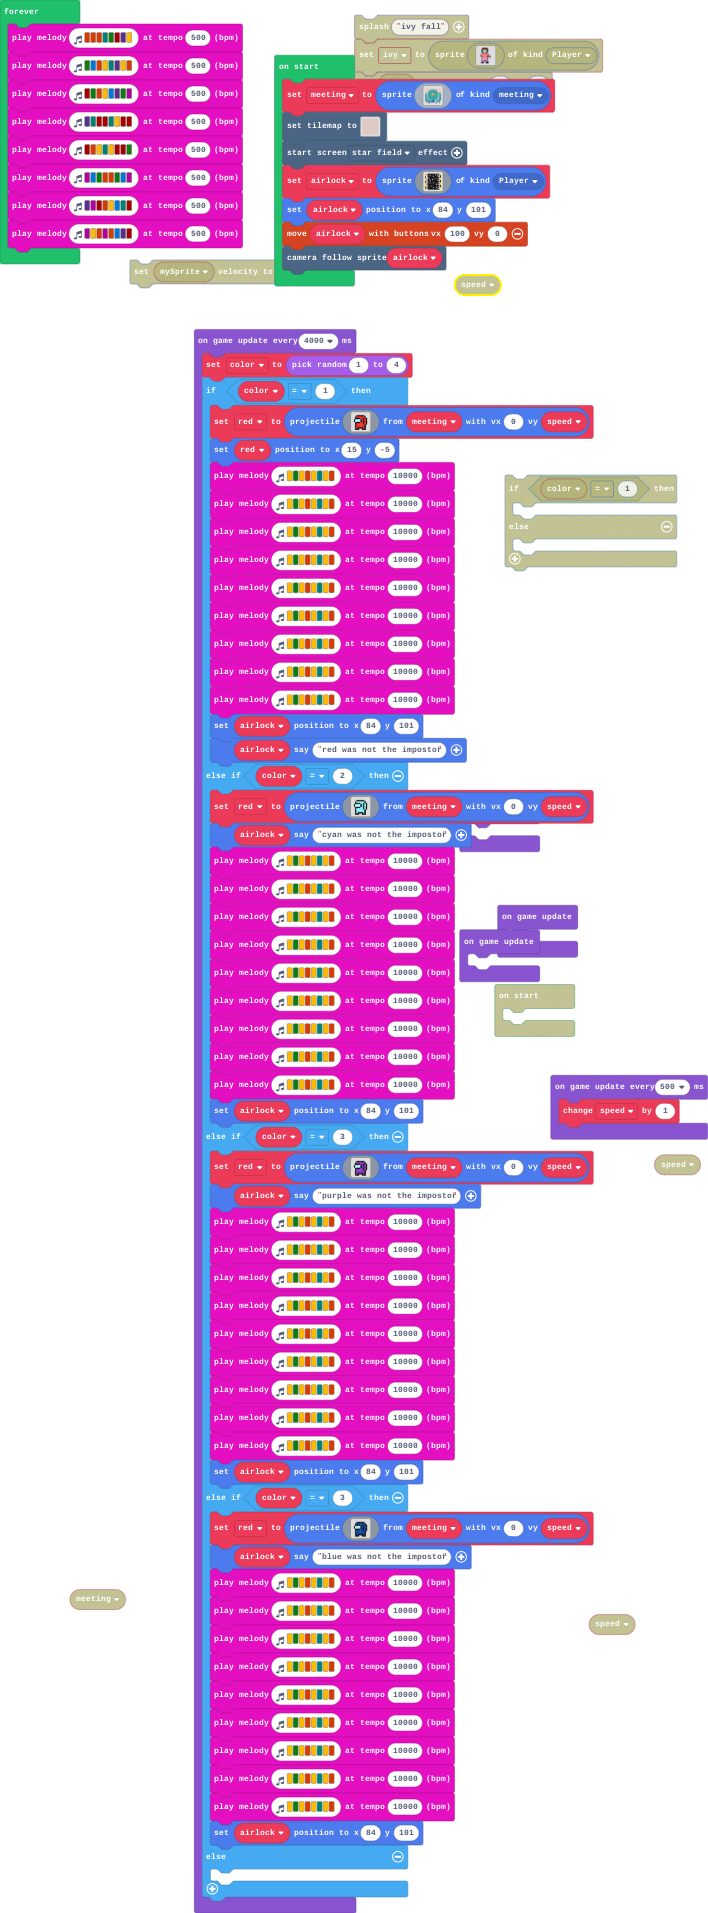 forever
play melody at tempo 500 (bpm)
play melody at tempo 500 (bpm)
play melody at tempo 500 (bpm)
play melody at tempo 500 (bpm)
play melody at tempo 500 (bpm)
play melody at tempo 500 (bpm)
play melody at tempo 500 (bpm)
play melody at tempo 500 (bpm)
set mySprite velocity to
splash "ivy fall"
set ivy to sprite of kind Player
on start
set meeting to sprite of kind meeting
set tilemap to
start screen star field effect
set airlock to sprite of kind Player
set airlock position to x 84 y 101
move airlock with buttons vx 100 vy 0
camera follow sprite airlock
speed
on game update every 4000 ms
set color to pick random 1 to 4
if color = 1 then
set red to projectile from meeting with vx 0 vy speed
set red position to x 15 y -5
play melody at tempo 10000 (bpm)
play melody at tempo 10000 (bpm)
play melody at tempo 10000 (bpm)
play melody at tempo 10000 (bpm)
play melody at tempo 10000 (bpm)
play melody at tempo 10000 (bpm)
play melody at tempo 10000 (bpm)
play melody at tempo 10000 (bpm)
play melody at tempo 10000 (bpm)
set airlock position to x 84 y 101
airlock say "red was not the impostor"
else if color = 2 then
set red to projectile from meeting with vx 0 vy speed
airlock say "cyan was not the impostor"
play melody at tempo 10000 (bpm)
play melody at tempo 10000 (bpm)
play melody at tempo 10000 (bpm)
play melody at tempo 10000 (bpm)
play melody at tempo 10000 (bpm)
play melody at tempo 10000 (bpm)
play melody at tempo 10000 (bpm)
play melody at tempo 10000 (bpm)
play melody at tempo 10000 (bpm)
set airlock position to x 84 y 101
else if color = 3 then
set red to projectile from meeting with vx 0 vy speed
airlock say "purple was not the impostor"
play melody at tempo 10000 (bpm)
play melody at tempo 10000 (bpm)
play melody at tempo 10000 (bpm)
play melody at tempo 10000 (bpm)
play melody at tempo 10000 (bpm)
play melody at tempo 10000 (bpm)
play melody at tempo 10000 (bpm)
play melody at tempo 10000 (bpm)
play melody at tempo 10000 (bpm)
set airlock position to x 84 y 101
else if color = 3 then
set red to projectile from meeting with vx 0 vy speed
airlock say "blue was not the impostor"
play melody at tempo 10000 (bpm)
play melody at tempo 10000 (bpm)
play melody at tempo 10000 (bpm)
play melody at tempo 10000 (bpm)
play melody at tempo 10000 (bpm)
play melody at tempo 10000 (bpm)
play melody at tempo 10000 (bpm)
play melody at tempo 10000 (bpm)
play melody at tempo 10000 (bpm)
set airlock position to x 84 y 101
else
if color = 1 then
else
on game update
on game update
on start
on game update every 500 ms
change speed by 1
speed
meeting
speed